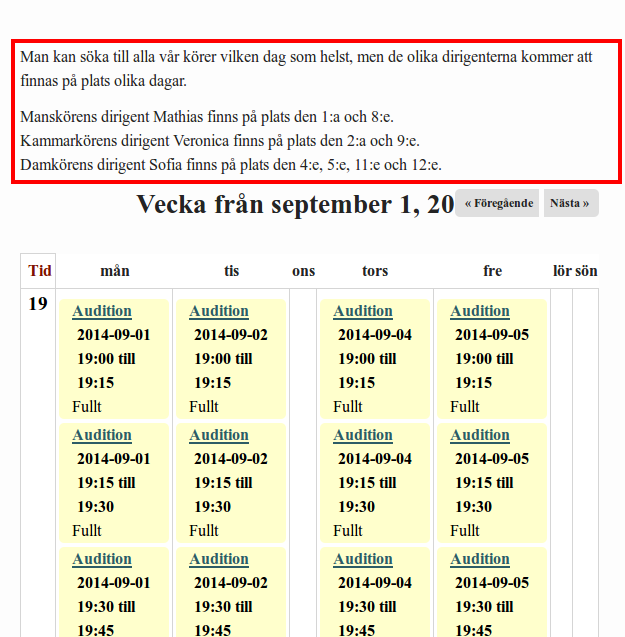 Man kan söka till alla vår körer vilken dag som helst, men de olika dirigenterna kommer att
finnas på plats olika dagar.
Manskörens dirigent Mathias finns på plats den 1:a och 8:e.
Kammarkörens dirigent Veronica finns på plats den 2:a och 9:e.
Damkörens dirigent Sofia finns på plats den 4:e, 5:e, 11:e och 12:e.
Vecka från september 1, 20 « Föregående Nästa »
Tid mån tis ons tors fre lör sön
19 Audition Audition Audition Audition
2014-09-01 2014-09-02 2014-09-04 2014-09-05
19:00 till 19:00 till 19:00 till 19:00 till
19:15 19:15 19:15 19:15
Fullt Fullt Fullt Fullt
Audition Audition Audition Audition
2014-09-01 2014-09-02 2014-09-04 2014-09-05
19:15 till 19:15 till 19:15 till 19:15 till
19:30 19:30 19:30 19:30
Fullt Fullt Fullt Fullt
Audition Audition Audition Audition
2014-09-01 2014-09-02 2014-09-04 2014-09-05
19:30 till 19:30 till 19:30 till 19:30 till
19:45 19:45 19:45 19:45